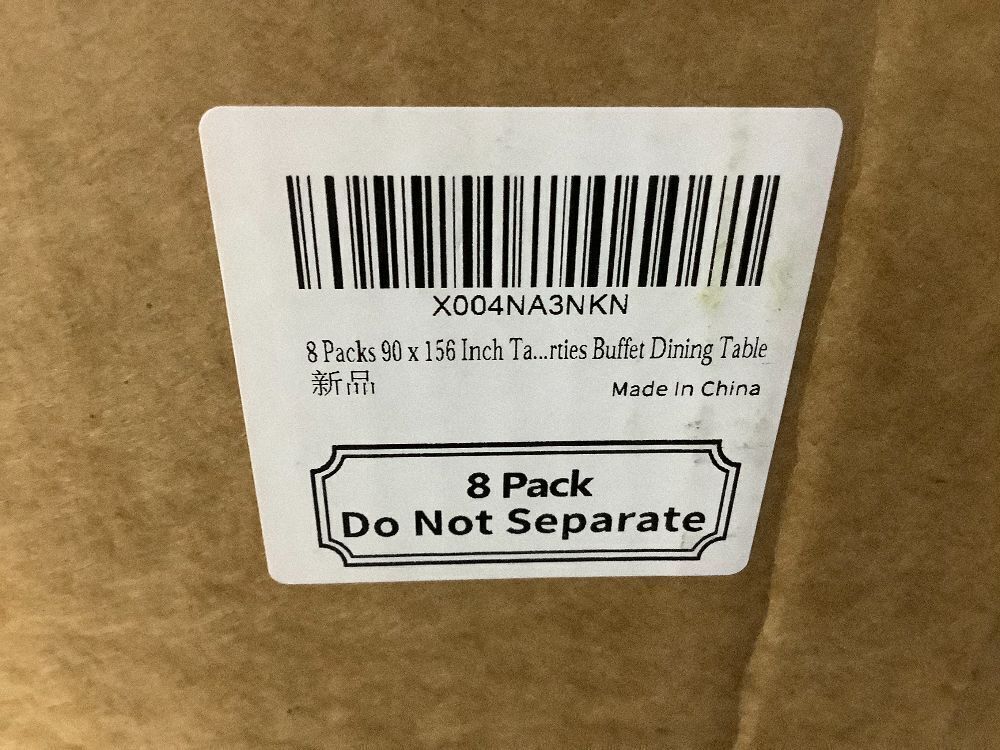 X004NA3NKN
8 Packs 90 x 156 Inch Ta...rties Buffet Dining Table
新品
Made In China
8 Pack
Do Not Separate